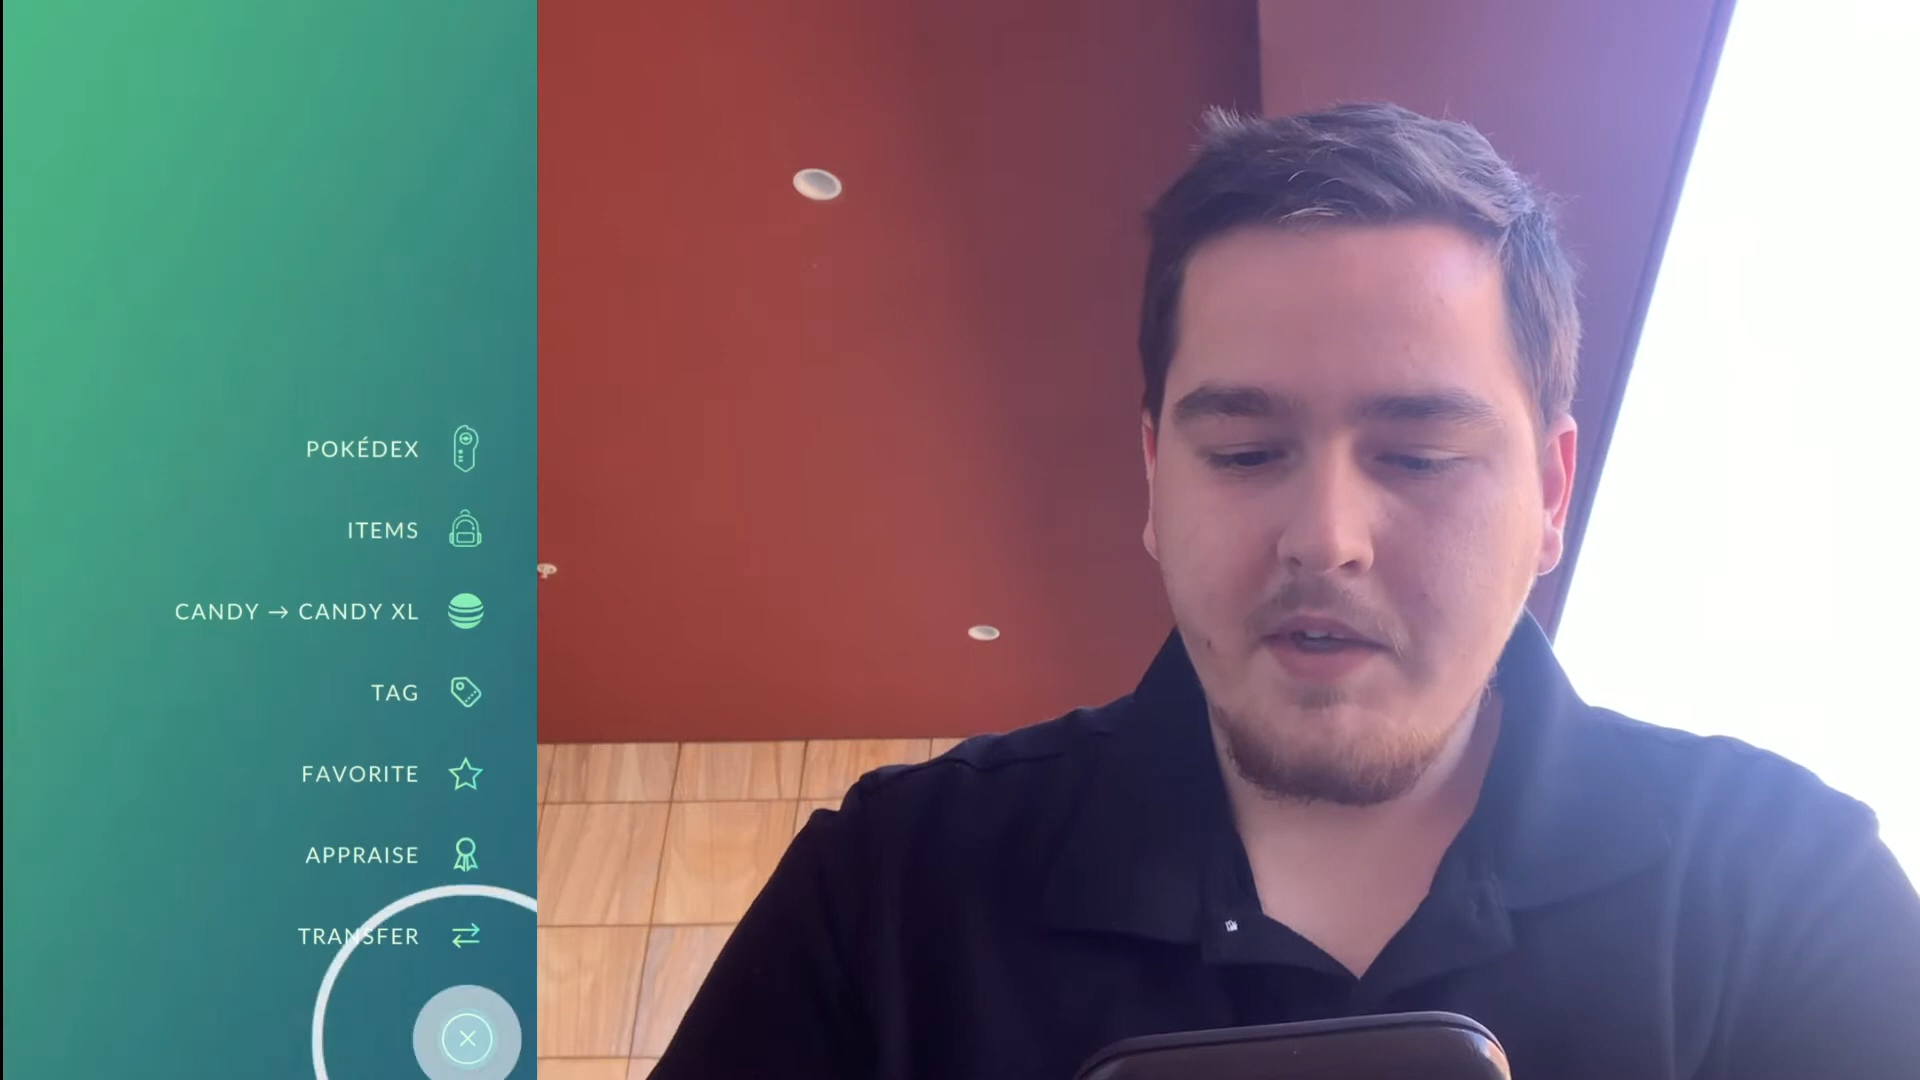 POKÉDEX
ITEMS
CANDY → CANDY XL
TAG
FAVORITE
APPRAISE
TRANSFER